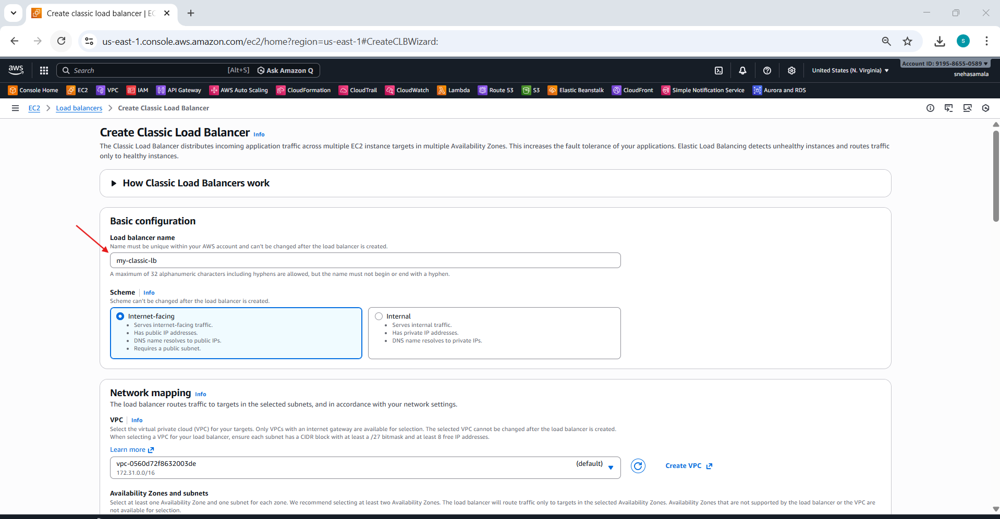 Create classic load balancer | EC
us-east-1.console.aws.amazon.com/ec2/home?region=us-east-1#CreateCLBWizard:
S
aws
Search
[Alt+S]
Ask Amazon Q
United States (N. Virginia)
Account ID: 9195-8655-0589
snehasamala
Console Home EC2 VPC IAM API Gateway AWS Auto Scaling CloudFormation CloudTrail CloudWatch Lambda Route 53 S3 Elastic Beanstalk CloudFront Simple Notification Service Aurora and RDS
EC2 Load balancers Create Classic Load Balancer
Create Classic Load Balancer Info
The Classic Load Balancer distributes incoming application traffic across multiple EC2 instance targets in multiple Availability Zones. This increases the fault tolerance of your applications. Elastic Load Balancing detects unhealthy instances and routes traffic
only to healthy instances.
How Classic Load Balancers work
Basic configuration
Load balancer name
Name must be unique within your AWS account and can't be changed after the load balancer is created.
my-classic-lb
A maximum of 32 alphanumeric characters including hyphens are allowed, but the name must not begin or end with a hyphen.
Scheme Info
Scheme can't be changed after the load balancer is created.
Internet-facing
• Serves internet-facing traffic.
• Has public IP addresses.
• DNS name resolves to public IPs.
• Requires a public subnet.
Internal
• Serves internal traffic.
• Has private IP addresses.
• DNS name resolves to private IPs.
Network mapping Info
The load balancer routes traffic to targets in the selected subnets, and in accordance with your network settings.
VPC Info
Select the virtual private cloud (VPC) for your targets. Only VPCs with an internet gateway are available for selection. The selected VPC cannot be changed after the load balancer is created.
When selecting a VPC for your load balancer, ensure each subnet has a CIDR block with at least a /27 bitmask and at least 8 free IP addresses.
Learn more
vpc-0560d72f8632003de (default)
172.31.0.0/16
Create VPC
Availability Zones and subnets
Select at least one Availability Zone and one subnet for each zone. We recommend selecting at least two Availability Zones. The load balancer will route traffic only to targets in the selected Availability Zones. Availability Zones that are not supported by the load balancer or the VPC are
not available for selection.